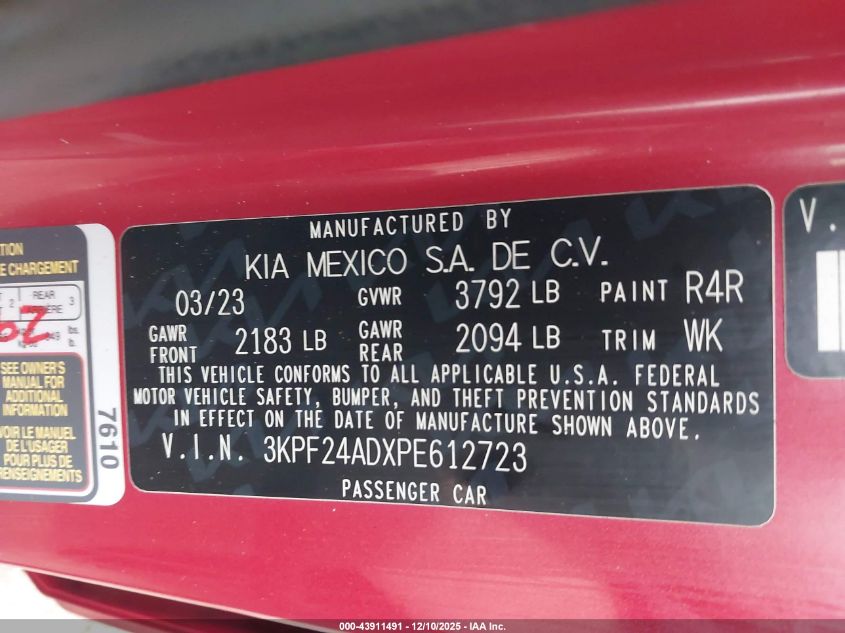 TION
E CHARGEMENT
2 REAR 3
SEE OWNER'S
MANUAL FOR
ADDITIONAL
INFORMATION
VOIR LE MANUEL
DE L'USAGER
POUR PLUS DE
RENSEIGNEMENTS
7610
MANUFACTURED BY
KIA MEXICO S.A. DE C.V.
03/23 GVWR 3792 LB PAINT R4R
GAWR FRONT 2183 LB GAWR REAR 2094 LB TRIM WK
THIS VEHICLE CONFORMS TO ALL APPLICABLE U.S.A. FEDERAL
MOTOR VEHICLE SAFETY, BUMPER, AND THEFT PREVENTION STANDARDS
IN EFFECT ON THE DATE OF MANUFACTURE SHOWN ABOVE.
V.I.N. 3KPF24ADXPE612723
PASSENGER CAR
V.
000-43911491 - 12/10/2025 - IAA Inc.